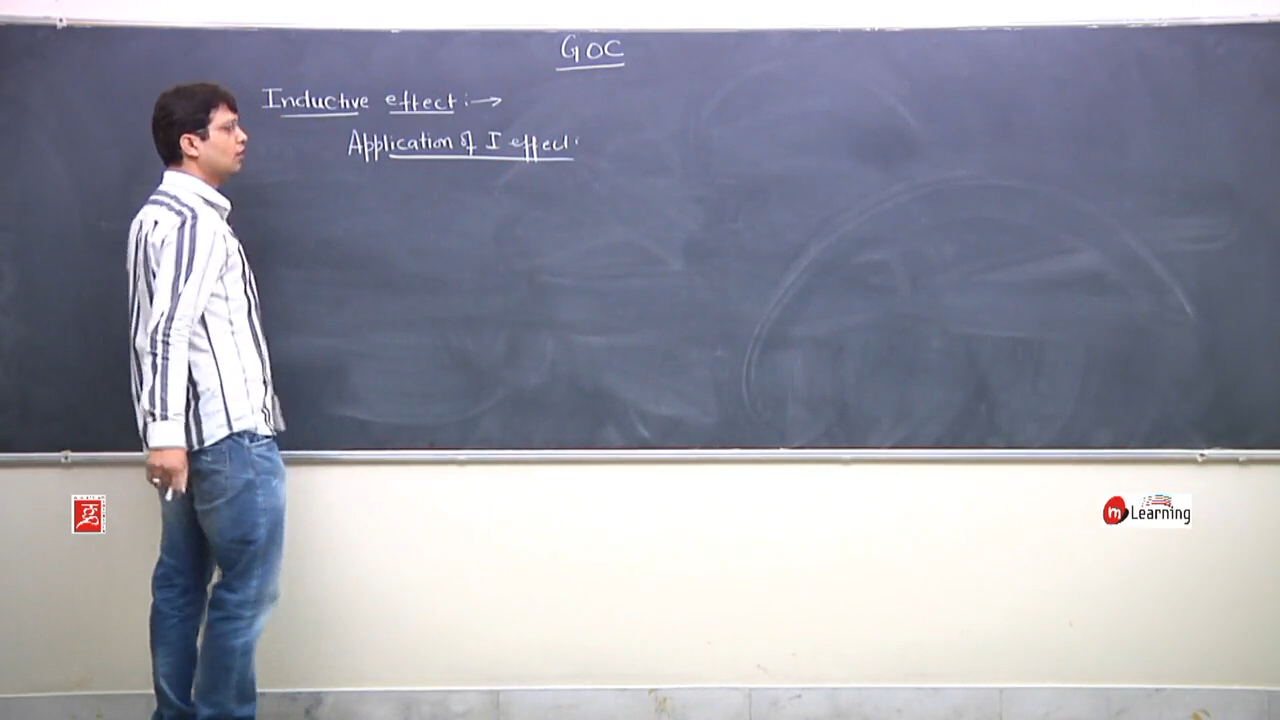 GOC
Inductive effect :→
Application of I effect:
m Learning